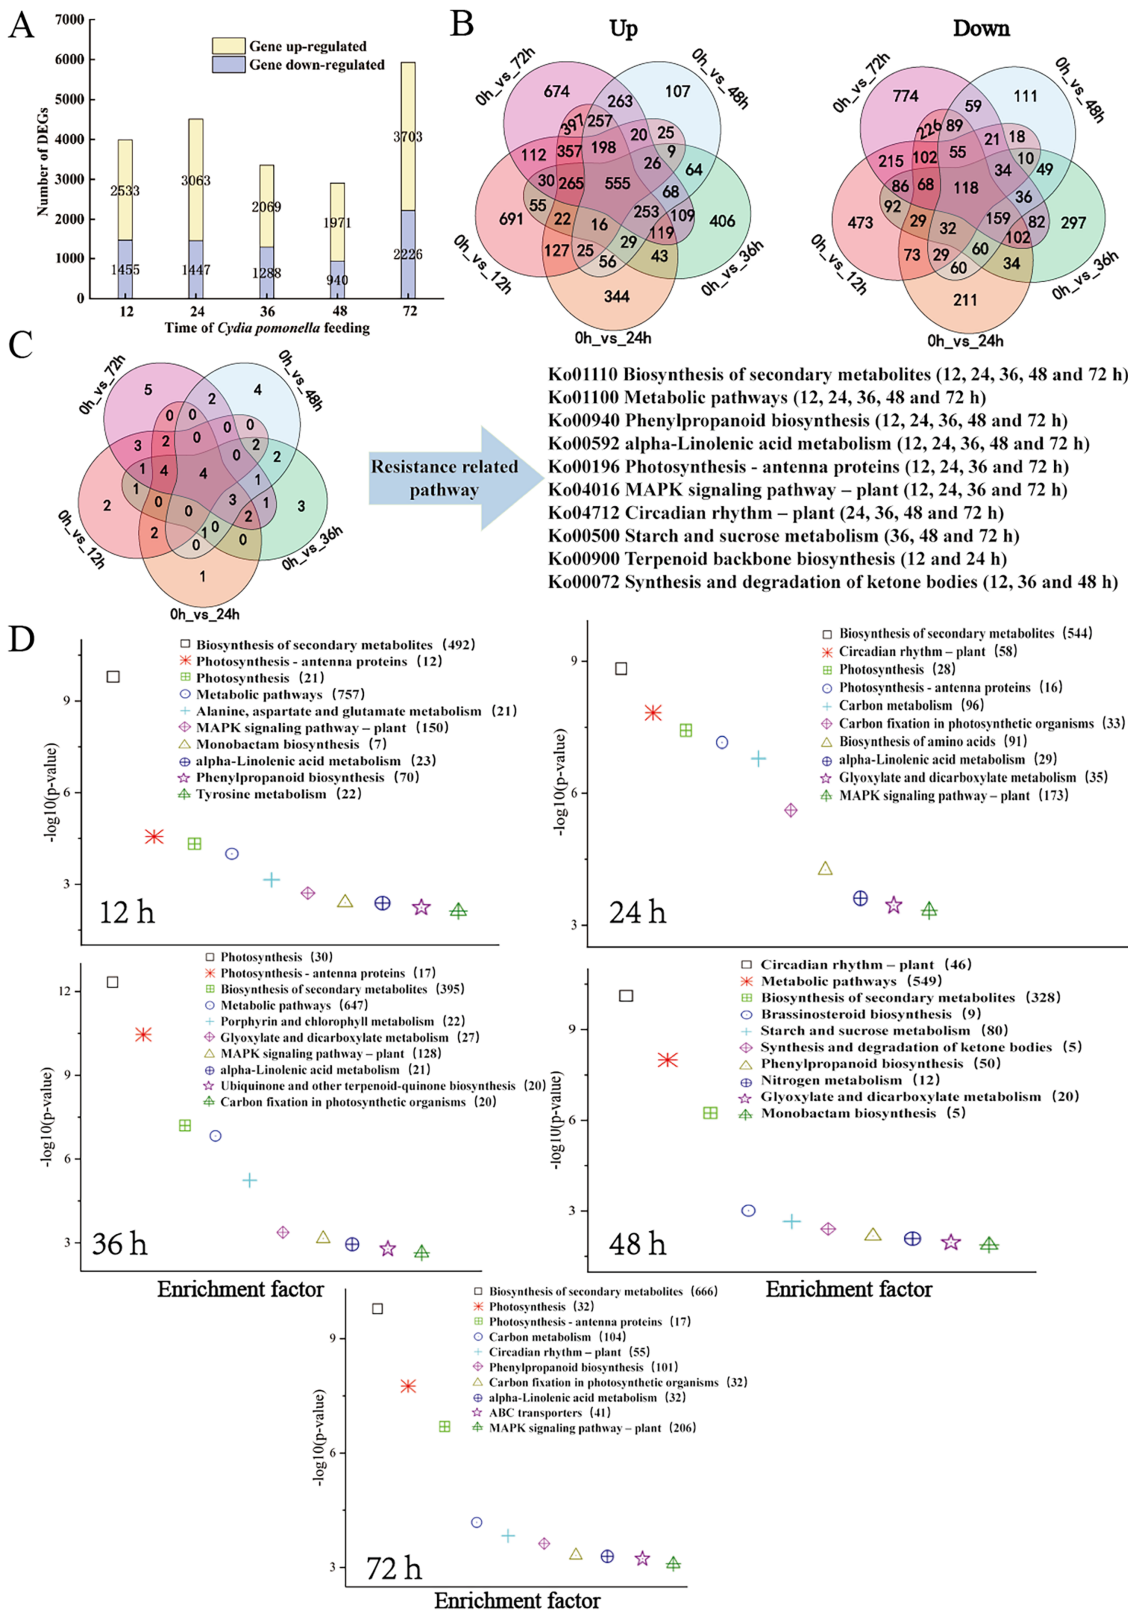 A
7000
6000
5000
4000
3000
2000
1000
0
Number of DEGs
Gene up-regulated
Gene down-regulated
2533
1455
3063
1447
2069
1288
1971
940
3703
2226
12
24
36
48
72
Time of Cydia pomonella feeding
B
Up
0h_vs_72h
0h_vs_48h
0h_vs_36h
0h_vs_24h
0h_vs_12h
674
263
107
397
257
20
25
9
112
357
198
26
64
30
265
555
68
55
22
16
253
109
406
691
119
29
127
25
56
43
344
Down
0h_vs_72h
0h_vs_48h
0h_vs_36h
0h_vs_24h
0h_vs_12h
774
59
111
226
89
21
18
10
215
102
55
34
49
86
68
118
36
92
29
32
159
82
297
473
102
60
73
29
60
34
211
C
0h_vs_72h
0h_vs_48h
0h_vs_36h
0h_vs_24h
0h_vs_12h
5
2
4
0
0
0
0
0
3
2
0
2
2
1
4
4
1
1
0
0
3
1
3
2
2
0
2
1
0
0
1
Resistance related
pathway
Ko01110 Biosynthesis of secondary metabolites (12, 24, 36, 48 and 72 h)
Ko01100 Metabolic pathways (12, 24, 36, 48 and 72 h)
Ko00940 Phenylpropanoid biosynthesis (12, 24, 36, 48 and 72 h)
Ko00592 alpha-Linolenic acid metabolism (12, 24, 36, 48 and 72 h)
Ko00196 Photosynthesis - antenna proteins (12, 24, 36 and 72 h)
Ko04016 MAPK signaling pathway – plant (12, 24, 36 and 72 h)
Ko04712 Circadian rhythm – plant (24, 36, 48 and 72 h)
Ko00500 Starch and sucrose metabolism (36, 48 and 72 h)
Ko00900 Terpenoid backbone biosynthesis (12 and 24 h)
Ko00072 Synthesis and degradation of ketone bodies (12, 36 and 48 h)
D
Biosynthesis of secondary metabolites (492)
Photosynthesis - antenna proteins (12)
Photosynthesis (21)
Metabolic pathways (757)
Alanine, aspartate and glutamate metabolism (21)
MAPK signaling pathway – plant (150)
Monobactam biosynthesis (7)
alpha-Linolenic acid metabolism (23)
Phenylpropanoid biosynthesis (70)
Tyrosine metabolism (22)
9
6
3
-log10(p-value)
12 h
Biosynthesis of secondary metabolites (544)
Circadian rhythm – plant (58)
Photosynthesis (28)
Photosynthesis - antenna proteins (16)
Carbon metabolism (96)
Carbon fixation in photosynthetic organisms (33)
Biosynthesis of amino acids (91)
alpha-Linolenic acid metabolism (29)
Glyoxylate and dicarboxylate metabolism (35)
MAPK signaling pathway – plant (173)
9
6
3
-log10(p-value)
24 h
Photosynthesis (30)
Photosynthesis - antenna proteins (17)
Biosynthesis of secondary metabolites (395)
Metabolic pathways (647)
Porphyrin and chlorophyll metabolism (22)
Glyoxylate and dicarboxylate metabolism (27)
MAPK signaling pathway – plant (128)
alpha-Linolenic acid metabolism (21)
Ubiquinone and other terpenoid-quinone biosynthesis (20)
Carbon fixation in photosynthetic organisms (20)
12
9
6
3
-log10(p-value)
36 h
Enrichment factor
Circadian rhythm – plant (46)
Metabolic pathways (549)
Biosynthesis of secondary metabolites (328)
Brassinosteroid biosynthesis (9)
Starch and sucrose metabolism (80)
Synthesis and degradation of ketone bodies (5)
Phenylpropanoid biosynthesis (50)
Nitrogen metabolism (12)
Glyoxylate and dicarboxylate metabolism (20)
Monobactam biosynthesis (5)
9
6
3
-log10(p-value)
48 h
Enrichment factor
Biosynthesis of secondary metabolites (666)
Photosynthesis (32)
Photosynthesis - antenna proteins (17)
Carbon metabolism (104)
Circadian rhythm – plant (55)
Phenylpropanoid biosynthesis (101)
Carbon fixation in photosynthetic organisms (32)
alpha-Linolenic acid metabolism (32)
ABC transporters (41)
MAPK signaling pathway – plant (206)
9
6
3
-log10(p-value)
72 h
Enrichment factor